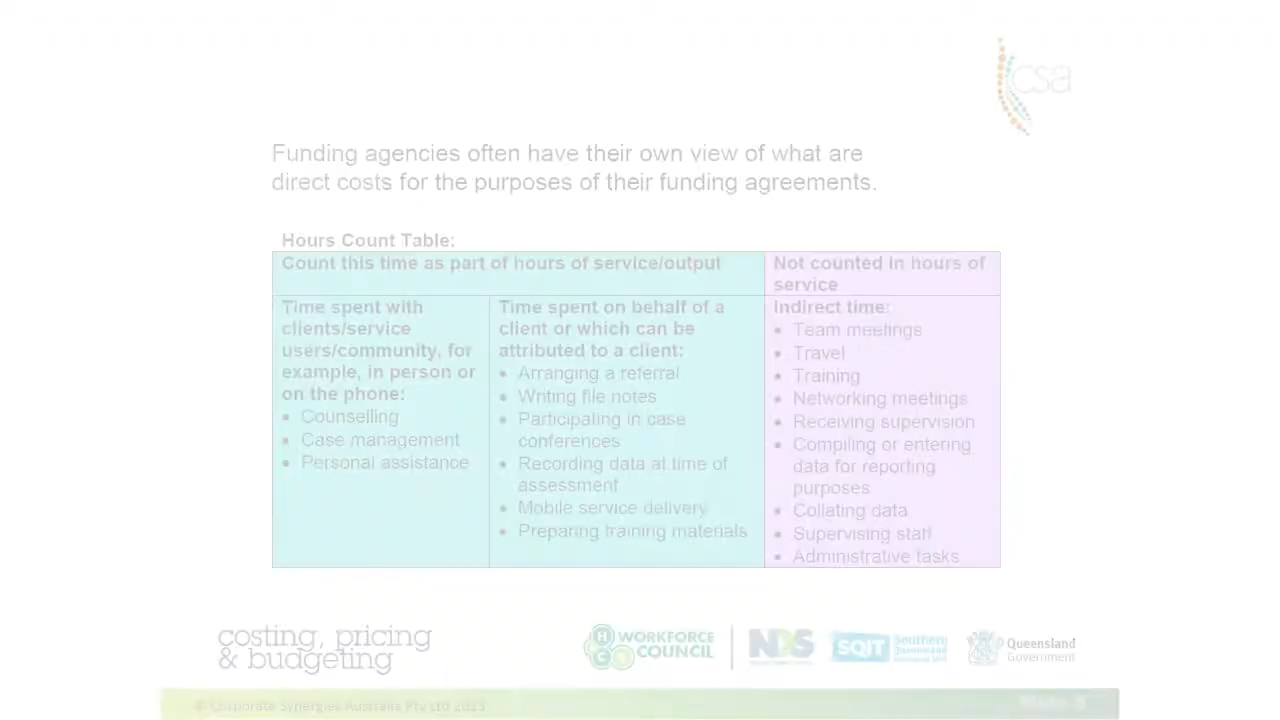 csa
Funding agencies often have their own view of what are
direct costs for the purposes of their funding agreements.
Hours Count Table:
Count this time as part of hours of service/output
Not counted in hours of
service
Time spent with
clients/service
users/community, for
example, in person or
on the phone:
• Counselling
• Case management
• Personal assistance
Time spent on behalf of a
client or which can be
attributed to a client:
• Arranging a referral
• Writing file notes
• Participating in case
conferences
• Recording data at time of
assessment
• Mobile service delivery
• Preparing training materials
Indirect time:
• Team meetings
• Travel
• Training
• Networking meetings
• Receiving supervision
• Compiling or entering
data for reporting
purposes
• Collating data
• Supervising staff
• Administrative tasks
costing, pricing
& budgeting
H
C S
WORKFORCE
COUNCIL
NDS
SQIT
Southern
Queensland
Queensland
Government
© Corporate Synergies Australia Pty Ltd 2013